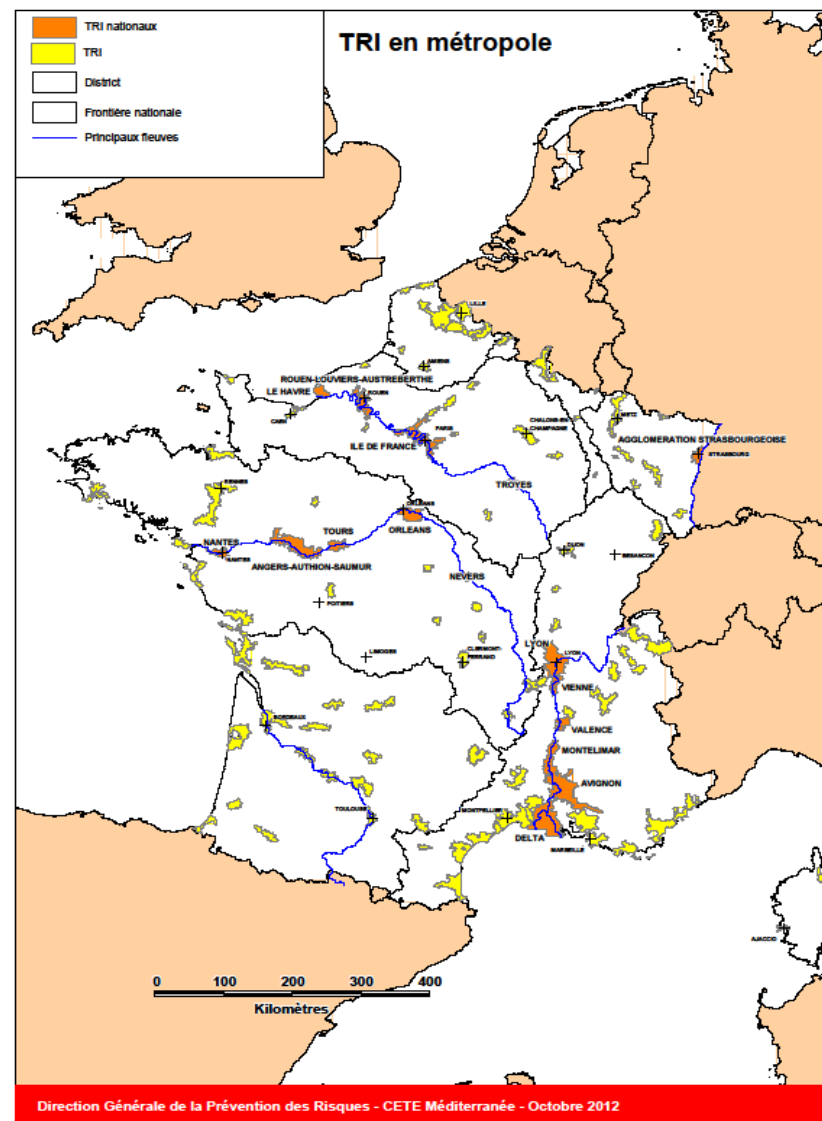 TRI nationaux
TRI
District
Frontière nationale
Principaux fleuves
TRI en métropole
LILLE
AMIENS
ROUEN-LOUVIERS-AUSTREBERTHE
LE HAVRE
ROUEN
CAEN
PARIS
ILE DE FRANCE
CHALONS-EN-
CHAMPAGNE
METZ
AGGLOMERATION STRASBOURGEOISE
STRASBOURG
TROYES
RENNES
ORLEANS
ORLEANS
TOURS
NANTES
NANTES
ANGERS-AUTHION-SAUMUR
DIJON
BESANCON
NEVERS
POITIERS
LIMOGES
CLERMONT-
FERRAND
LYON
LYON
VIENNE
VALENCE
MONTELIMAR
AVIGNON
BORDEAUX
TOULOUSE
MONTPELLIER
DELTA
MARSEILLE
AJACCIO
0 100 200 300 400
Kilomètres
Direction Générale de la Prévention des Risques - CETE Méditerranée - Octobre 2012